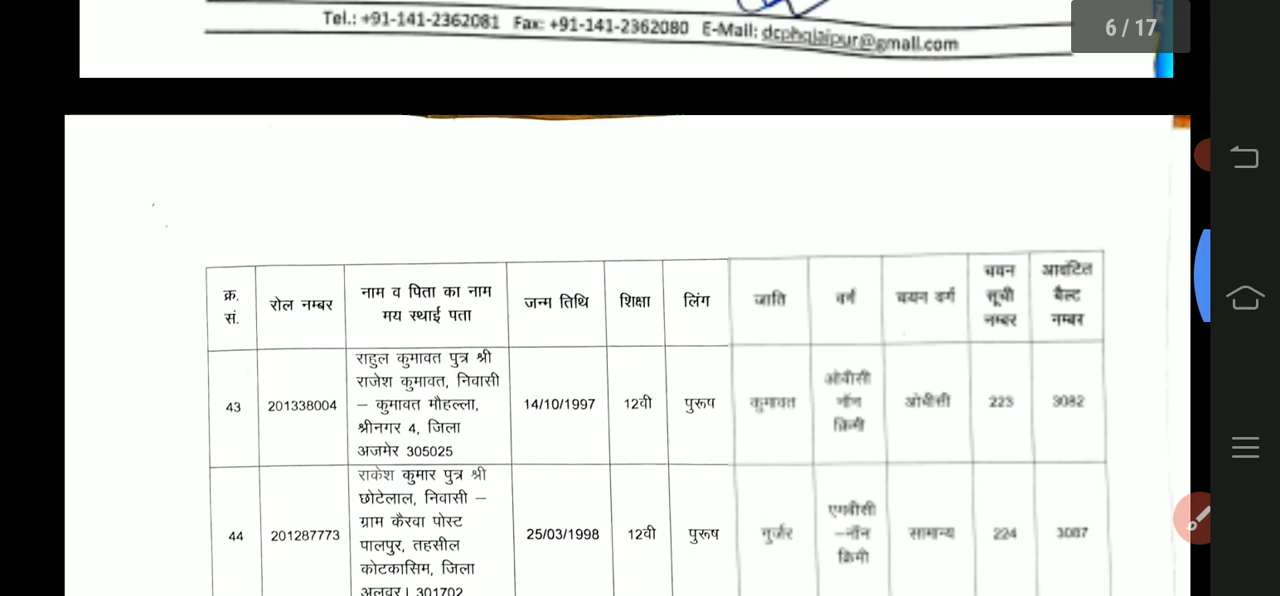 Tel.: +91-141-2362081 Fax: +91-141-2362080 E-Mail: dcphqjaipur@gmail.com
6 / 17
क्र. सं.
रोल नम्बर
नाम व पिता का नाम
मय स्थाई पता
जन्म तिथि
शिक्षा
लिंग
जाति
वर्ग
चयन वर्ग
चयन
सूची
नम्बर
आवंटित
बैल्ट
नम्बर
43
201338004
राहुल कुमावत पुत्र श्री
राजेश कुमावत, निवासी
– कुमावत मौहल्ला,
श्रीनगर 4, जिला
अजमेर 305025
14/10/1997
12वी
पुरूष
कुमावत
ओबीसी
नॉन
क्रिमी
ओबीसी
223
3082
44
201287773
राकेश कुमार पुत्र श्री
छोटेलाल, निवासी –
ग्राम कैरवा पोस्ट
पालपुर, तहसील
कोटकासिम, जिला
अलवर। 301702
25/03/1998
12वी
पुरूष
गुर्जर
एमबीसी
–नॉन
क्रिमी
सामान्य
224
3087